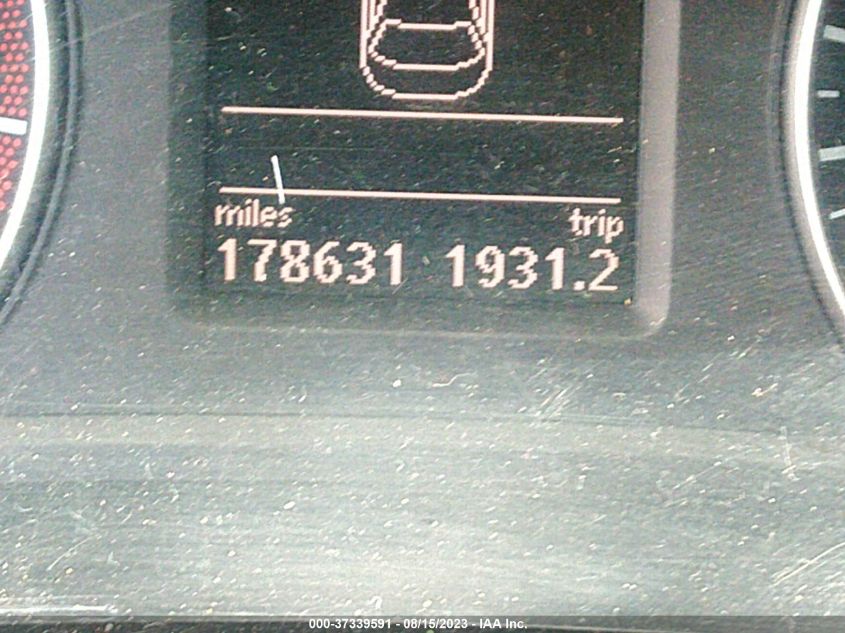 miles trip
178631 1931.2
000-37339591 - 08/15/2023 - IAA Inc.